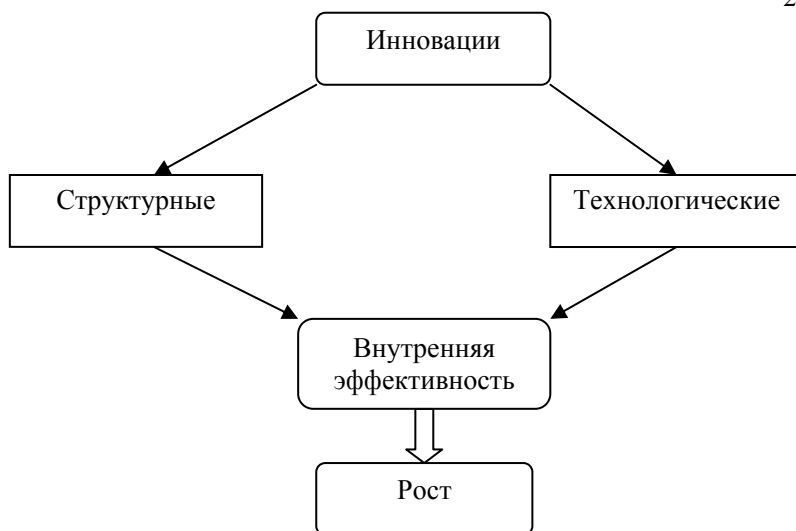 2
Инновации
Структурные
Технологические
Внутренняя
эффективность
Рост